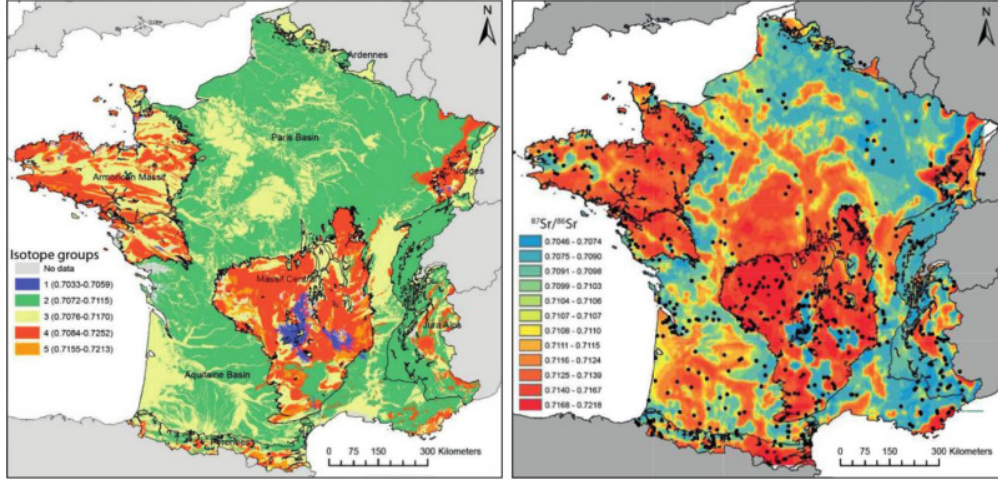 N
Ardennes
Paris Basin
Armorican Massif
Vosges
Isotope groups
No data
1 (0.7033-0.7059)
2 (0.7072-0.7115)
3 (0.7076-0.7170)
4 (0.7084-0.7252)
5 (0.7155-0.7213)
Massif Central
Jura Alps
Aquitaine Basin
Pyrenees
0 75 150 300 Kilometers
N
⁸⁷Sr/⁸⁶Sr
0.7046 - 0.7074
0.7075 - 0.7090
0.7091 - 0.7098
0.7099 - 0.7103
0.7104 - 0.7106
0.7107 - 0.7107
0.7108 - 0.7110
0.7111 - 0.7115
0.7116 - 0.7124
0.7125 - 0.7139
0.7140 - 0.7167
0.7168 - 0.7218
0 75 150 300 Kilometers